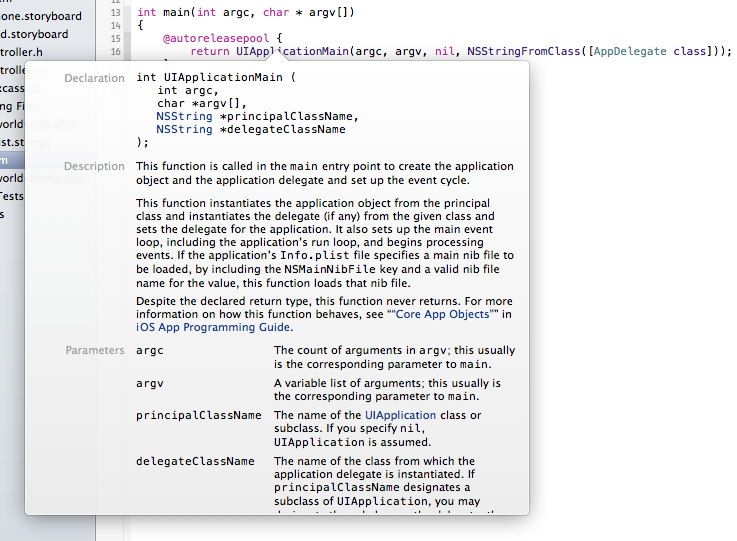 one.storyboard
d.storyboard
troller.h
trolle
xcasse
ng Fi
world
ist.st
m
world
Tests
s
13 int main(int argc, char * argv[])
14 {
15 @autoreleasepool {
16 return UIApplicationMain(argc, argv, nil, NSStringFromClass([AppDelegate class]));
Declaration int UIApplicationMain (
int argc,
char *argv[],
NSString *principalClassName,
NSString *delegateClassName
);
Description This function is called in the main entry point to create the application
object and the application delegate and set up the event cycle.
This function instantiates the application object from the principal
class and instantiates the delegate (if any) from the given class and
sets the delegate for the application. It also sets up the main event
loop, including the application's run loop, and begins processing
events. If the application's Info.plist file specifies a main nib file to
be loaded, by including the NSMainNibFile key and a valid nib file
name for the value, this function loads that nib file.
Despite the declared return type, this function never returns. For more
information on how this function behaves, see "“Core App Objects”" in
iOS App Programming Guide.
Parameters argc The count of arguments in argv; this usually
is the corresponding parameter to main.
argv A variable list of arguments; this usually is
the corresponding parameter to main.
principalClassName The name of the UIApplication class or
subclass. If you specify nil,
UIApplication is assumed.
delegateClassName The name of the class from which the
application delegate is instantiated. If
principalClassName designates a
subclass of UIApplication, you may